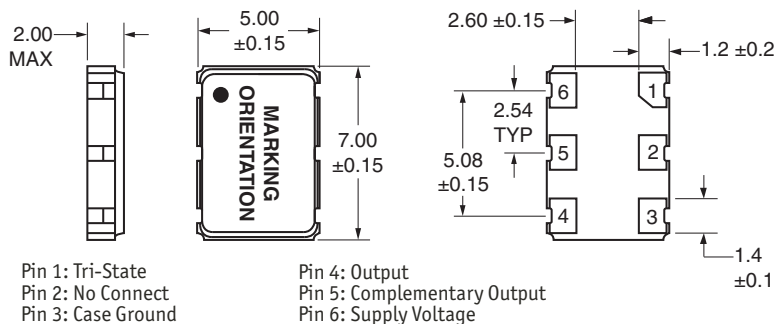 2.00
MAX
5.00
±0.15
2.60 ±0.15
1.2 ±0.2
MARKING
ORIENTATION
7.00
±0.15
6
1
2.54
TYP
5
2
5.08
±0.15
4
3
1.4
±0.1
Pin 1: Tri-State
Pin 2: No Connect
Pin 3: Case Ground
Pin 4: Output
Pin 5: Complementary Output
Pin 6: Supply Voltage